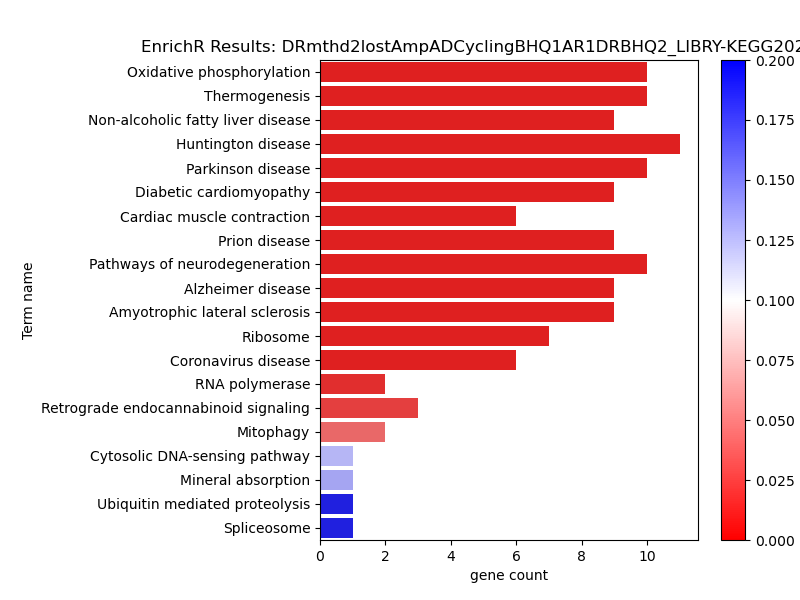 EnrichR Results: DRmthd2lostAmpADCyclingBHQ1AR1DRBHQ2_LIBRY-KEGG202
Term name
Oxidative phosphorylation
Thermogenesis
Non-alcoholic fatty liver disease
Huntington disease
Parkinson disease
Diabetic cardiomyopathy
Cardiac muscle contraction
Prion disease
Pathways of neurodegeneration
Alzheimer disease
Amyotrophic lateral sclerosis
Ribosome
Coronavirus disease
RNA polymerase
Retrograde endocannabinoid signaling
Mitophagy
Cytosolic DNA-sensing pathway
Mineral absorption
Ubiquitin mediated proteolysis
Spliceosome
0 2 4 6 8 10
gene count
0.200
0.175
0.150
0.125
0.100
0.075
0.050
0.025
0.000